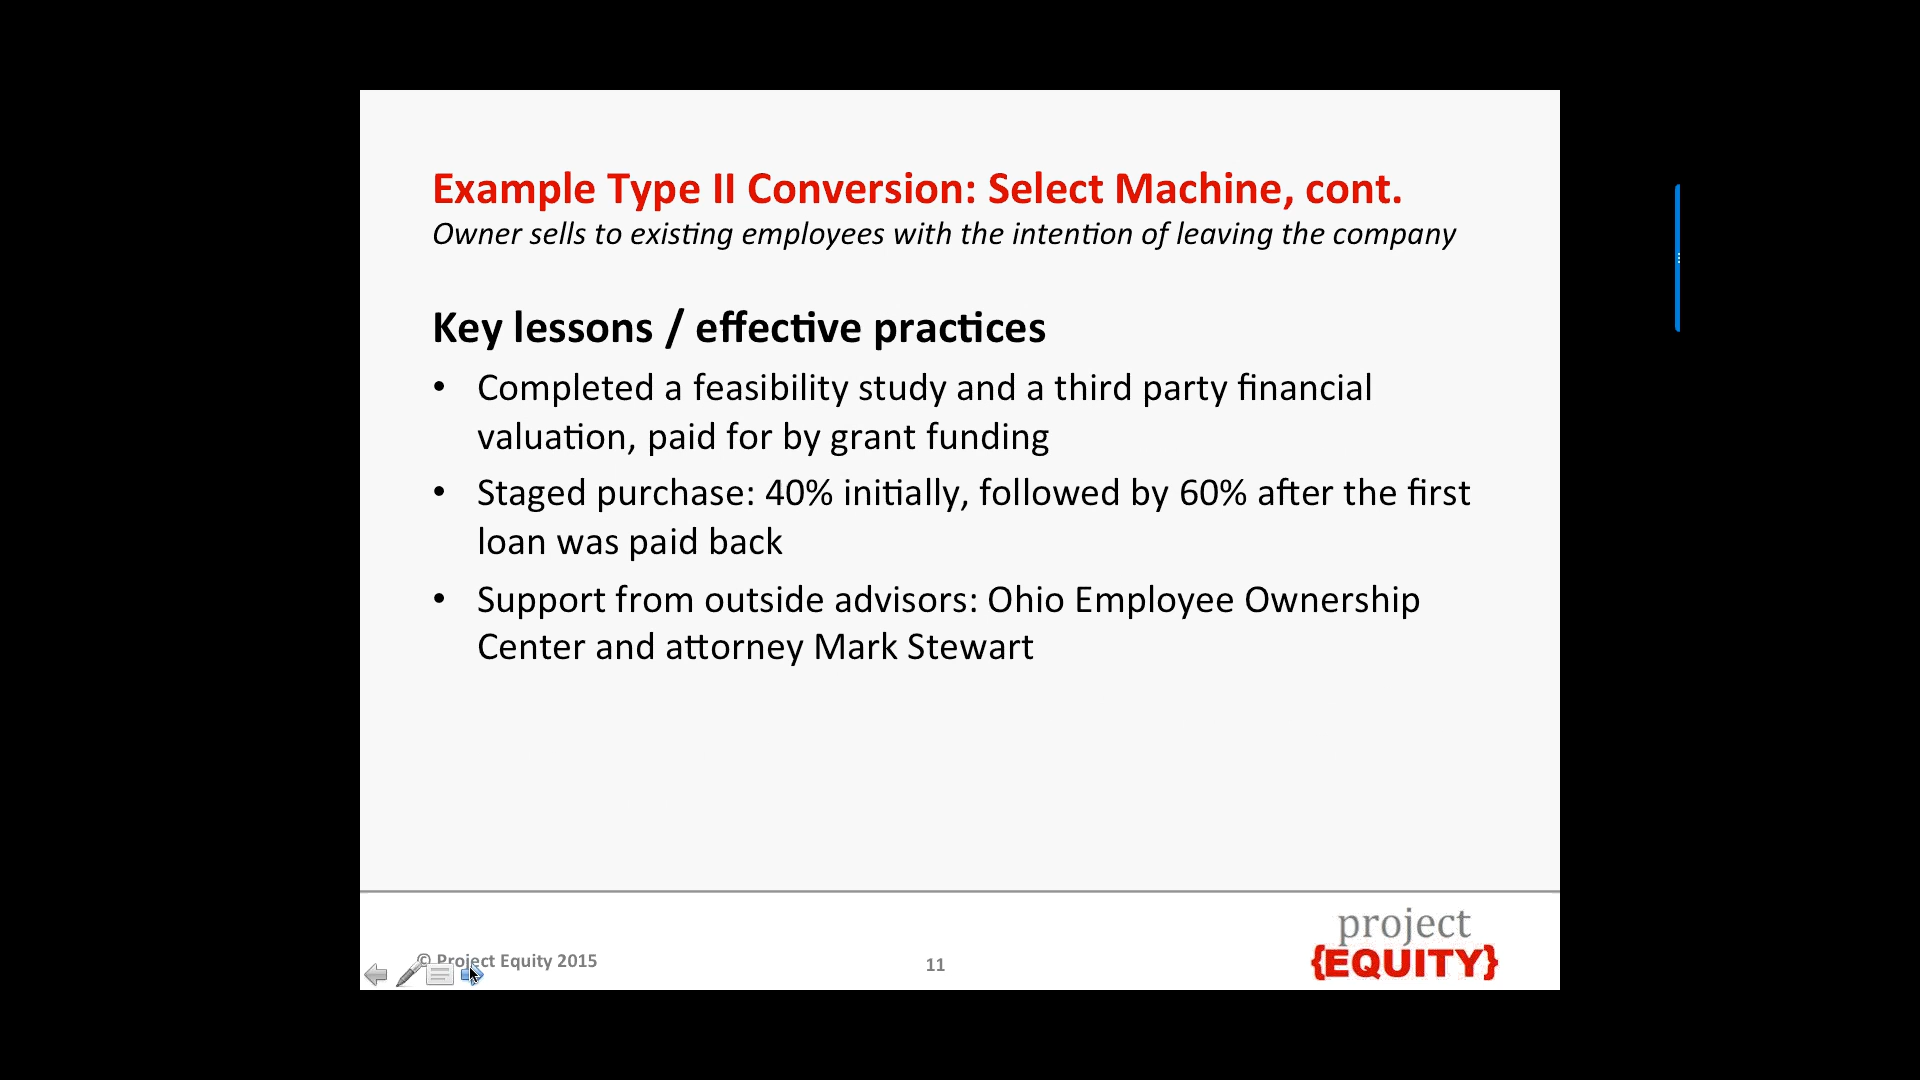 Example Type II Conversion: Select Machine, cont.
Owner sells to existing employees with the intention of leaving the company
Key lessons / effective practices
• Completed a feasibility study and a third party financial
valuation, paid for by grant funding
• Staged purchase: 40% initially, followed by 60% after the first
loan was paid back
• Support from outside advisors: Ohio Employee Ownership
Center and attorney Mark Stewart
© Project Equity 2015
11
project
{EQUITY}